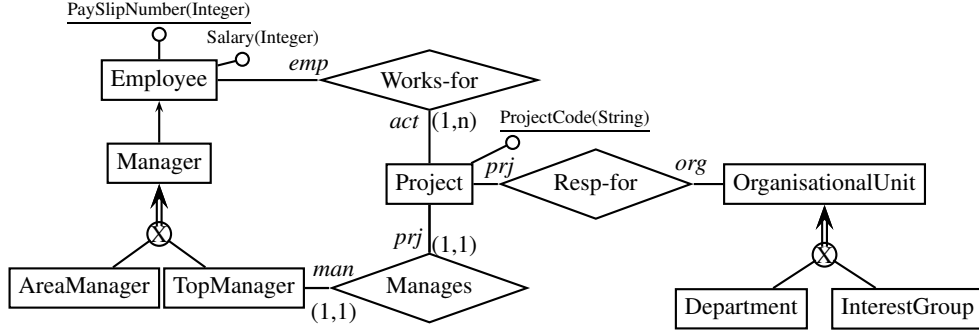 PaySlipNumber(Integer)
Salary(Integer)
Employee
emp
Works-for
act
(1,n)
ProjectCode(String)
Manager
Project
prj
Resp-for
org
OrganisationalUnit
X
prj
(1,1)
X
AreaManager
TopManager
man
(1,1)
Manages
Department
InterestGroup